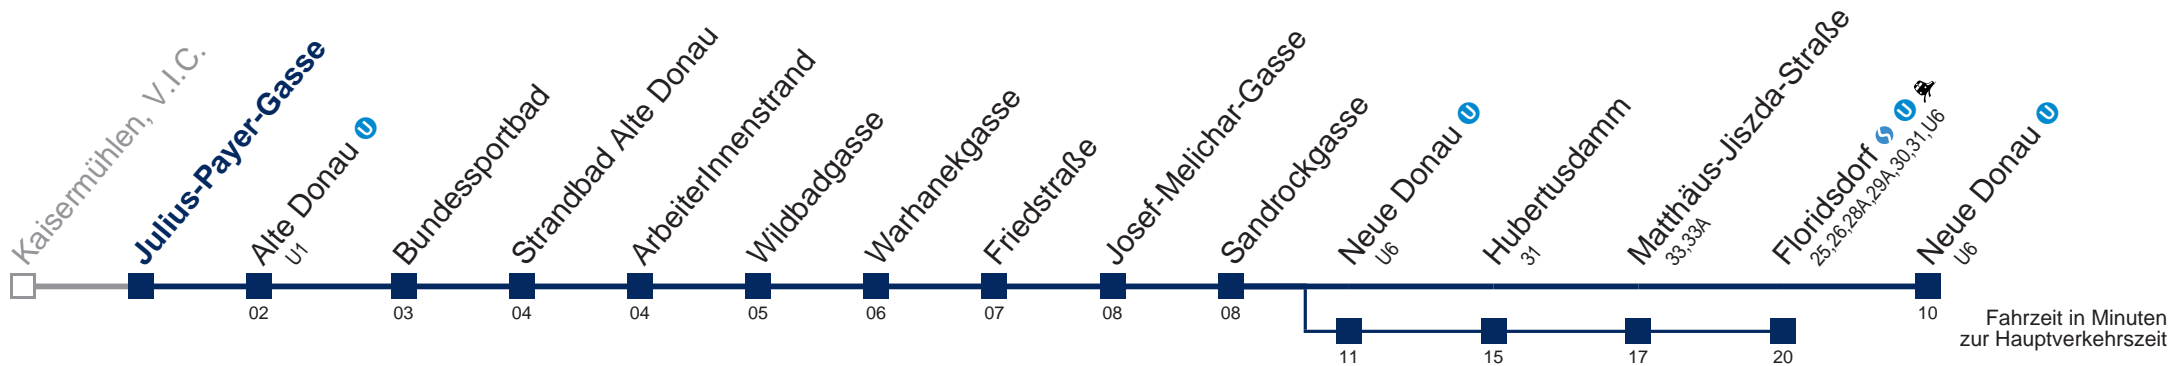 Kaisermühlen, V.I.C.
Julius-Payer-Gasse
Alte Donau U
U1
Bundessportbad
Strandbad Alte Donau
ArbeiterInnenstrand
Wildbadgasse
Warhanekgasse
Friedstraße
Josef-Melichar-Gasse
Sandrockgasse
Neue Donau U
U6
Hubertusdamm
31
Matthäus-Jiszda-Straße
33,33A
Floridsdorf S U
25,26,28A,29A,30,31,U6
Neue Donau U
U6
02 03 04 04 05 06 07 08 08 10
11 15 17 20
Fahrzeit in Minuten
zur Hauptverkehrszeit